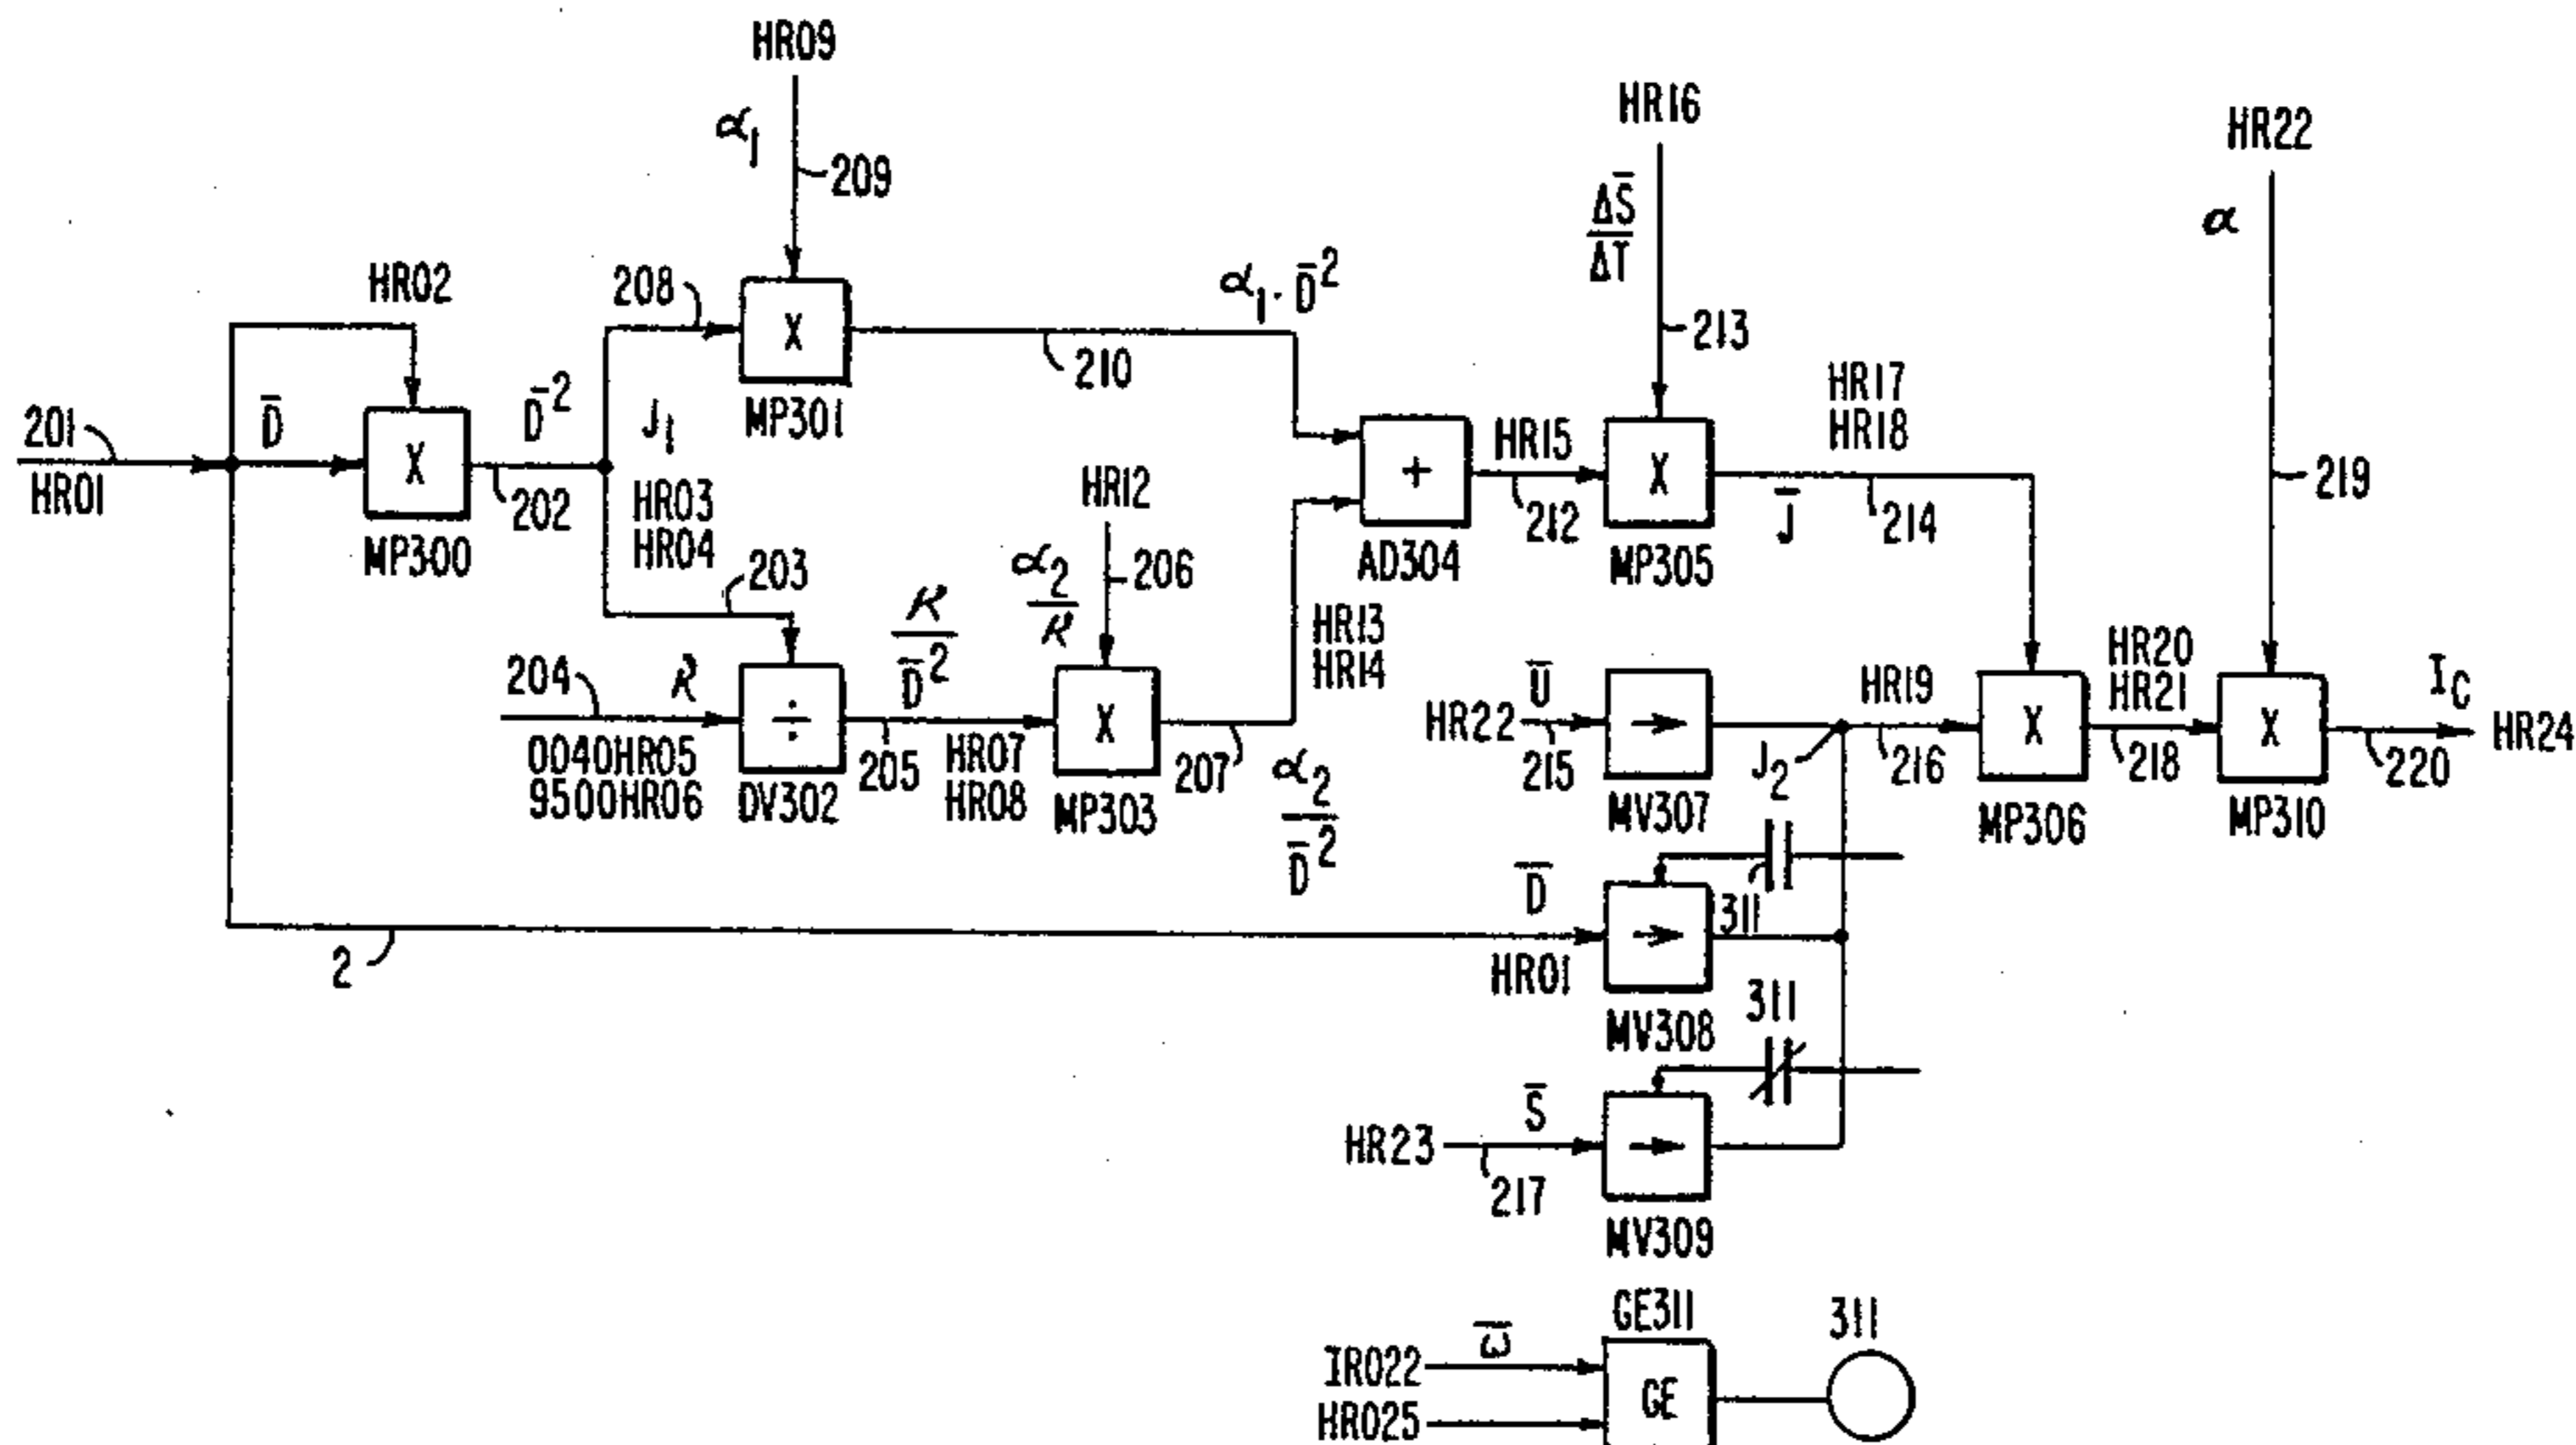 HR09
α₁
209
HR16
ΔS̄
ΔT
213
HR22
α
219
HR02
208
X
MP301
α₁·D̄²
210
201
HR01
D̄
X
MP300
D̄²
202
J₁
HR03
HR04
203
HR12
α₂
K
206
+
AD304
HR15
212
X
MP305
HR17
HR18
J̄
214
204
K
0040HR05
9500HR06
÷
DV302
K
D̄²
205
HR07
HR08
X
MP303
207
α₂
D̄²
HR13
HR14
HR22
Ū
215
MV307
J₂
HR19
216
X
MP306
HR20
HR21
218
X
MP310
I_C
220
HR24
2
D̄
HR01
MV308
311
311
HR23
S̄
217
MV309
GE311
IR022
ω̄
HR025
GE
311